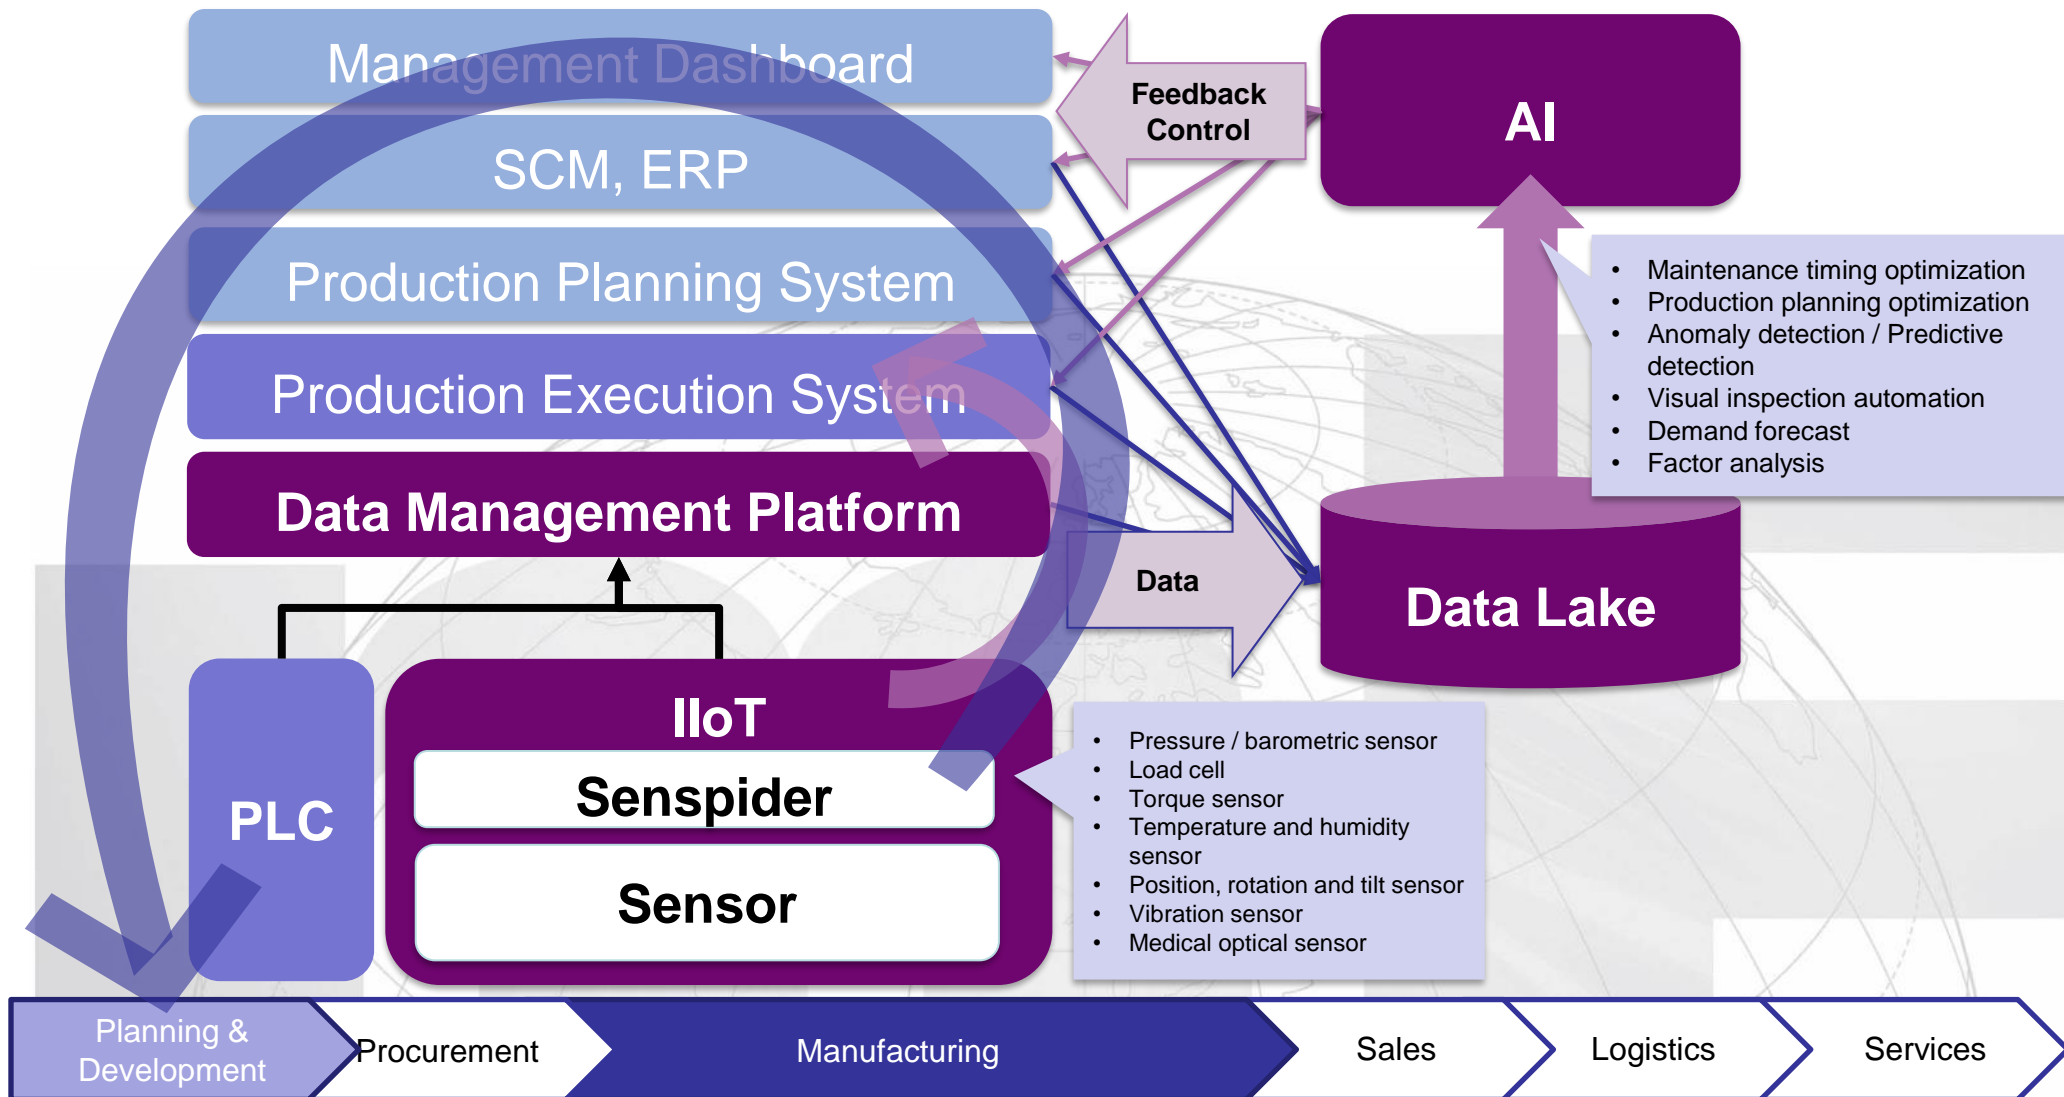 Management Dashboard
SCM, ERP
Production Planning System
Production Execution System
Data Management Platform
Feedback
Control
AI
• Maintenance timing optimization
• Production planning optimization
• Anomaly detection / Predictive
detection
• Visual inspection automation
• Demand forecast
• Factor analysis
Data
Data Lake
PLC
IIoT
Senspider
Sensor
• Pressure / barometric sensor
• Load cell
• Torque sensor
• Temperature and humidity
sensor
• Position, rotation and tilt sensor
• Vibration sensor
• Medical optical sensor
Planning &
Development
Procurement
Manufacturing
Sales
Logistics
Services